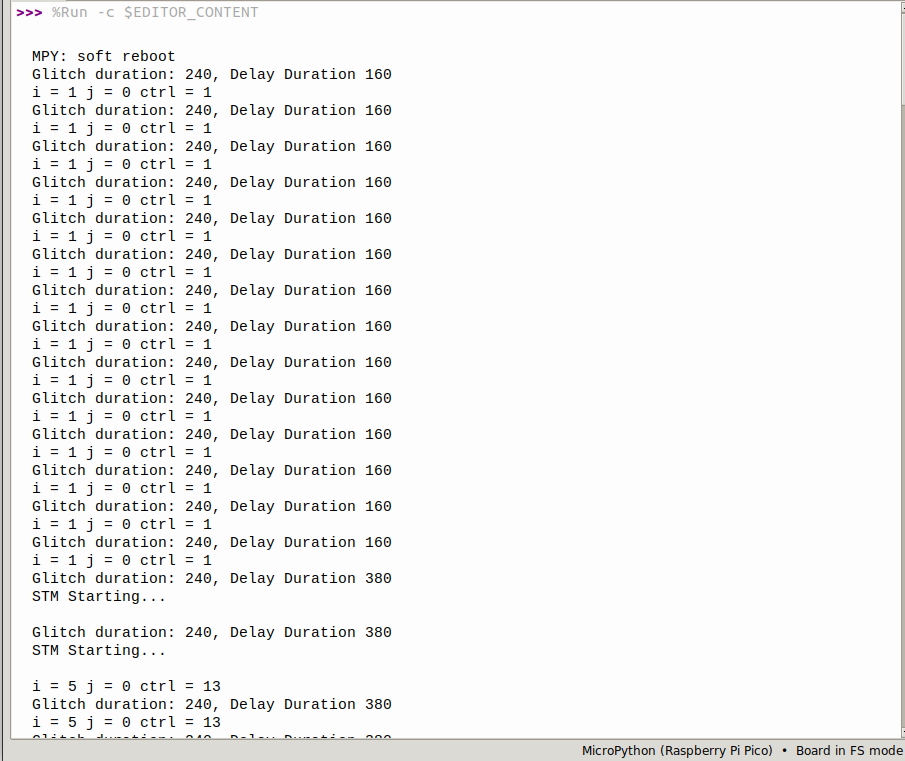 >>> %Run -c $EDITOR_CONTENT
MPY: soft reboot
Glitch duration: 240, Delay Duration 160
i = 1 j = 0 ctrl = 1
Glitch duration: 240, Delay Duration 160
i = 1 j = 0 ctrl = 1
Glitch duration: 240, Delay Duration 160
i = 1 j = 0 ctrl = 1
Glitch duration: 240, Delay Duration 160
i = 1 j = 0 ctrl = 1
Glitch duration: 240, Delay Duration 160
i = 1 j = 0 ctrl = 1
Glitch duration: 240, Delay Duration 160
i = 1 j = 0 ctrl = 1
Glitch duration: 240, Delay Duration 160
i = 1 j = 0 ctrl = 1
Glitch duration: 240, Delay Duration 160
i = 1 j = 0 ctrl = 1
Glitch duration: 240, Delay Duration 160
i = 1 j = 0 ctrl = 1
Glitch duration: 240, Delay Duration 160
i = 1 j = 0 ctrl = 1
Glitch duration: 240, Delay Duration 160
i = 1 j = 0 ctrl = 1
Glitch duration: 240, Delay Duration 160
i = 1 j = 0 ctrl = 1
Glitch duration: 240, Delay Duration 160
i = 1 j = 0 ctrl = 1
Glitch duration: 240, Delay Duration 160
i = 1 j = 0 ctrl = 1
Glitch duration: 240, Delay Duration 380
STM Starting...
Glitch duration: 240, Delay Duration 380
STM Starting...
i = 5 j = 0 ctrl = 13
Glitch duration: 240, Delay Duration 380
i = 5 j = 0 ctrl = 13
MicroPython (Raspberry Pi Pico) • Board in FS mode